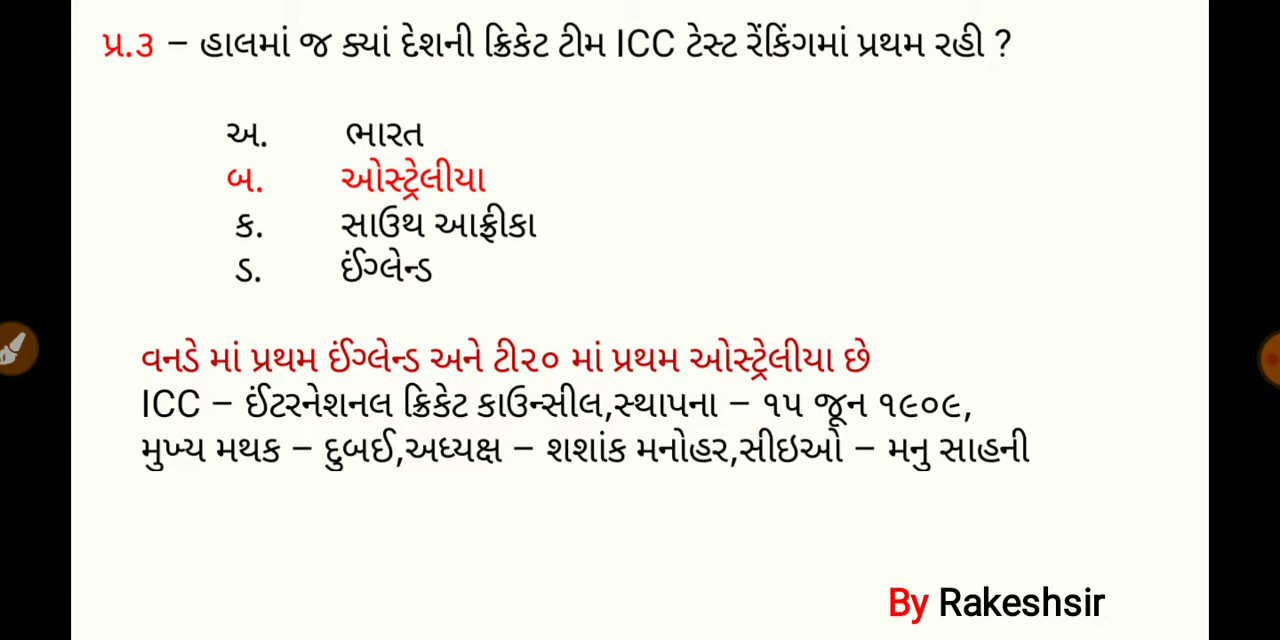 પ્ર.૩ – હાલમાં જ ક્યાં દેશની ક્રિકેટ ટીમ ICC ટેસ્ટ રેંકિંગમાં પ્રથમ રહી ?
અ. ભારત
બ. ઓસ્ટ્રેલીયા
ક. સાઉથ આફ્રીકા
ડ. ઈંગ્લેન્ડ
વનડે માં પ્રથમ ઈંગ્લેન્ડ અને ટી૨૦ માં પ્રથમ ઓસ્ટ્રેલીયા છે
ICC – ઈંટરનેશનલ ક્રિકેટ કાઉન્સીલ,સ્થાપના – ૧૫ જૂન ૧૯૦૯,
મુખ્ય મથક – દુબઈ,અધ્યક્ષ – શશાંક મનોહર,સીઇઓ – મનુ સાહની
By Rakeshsir